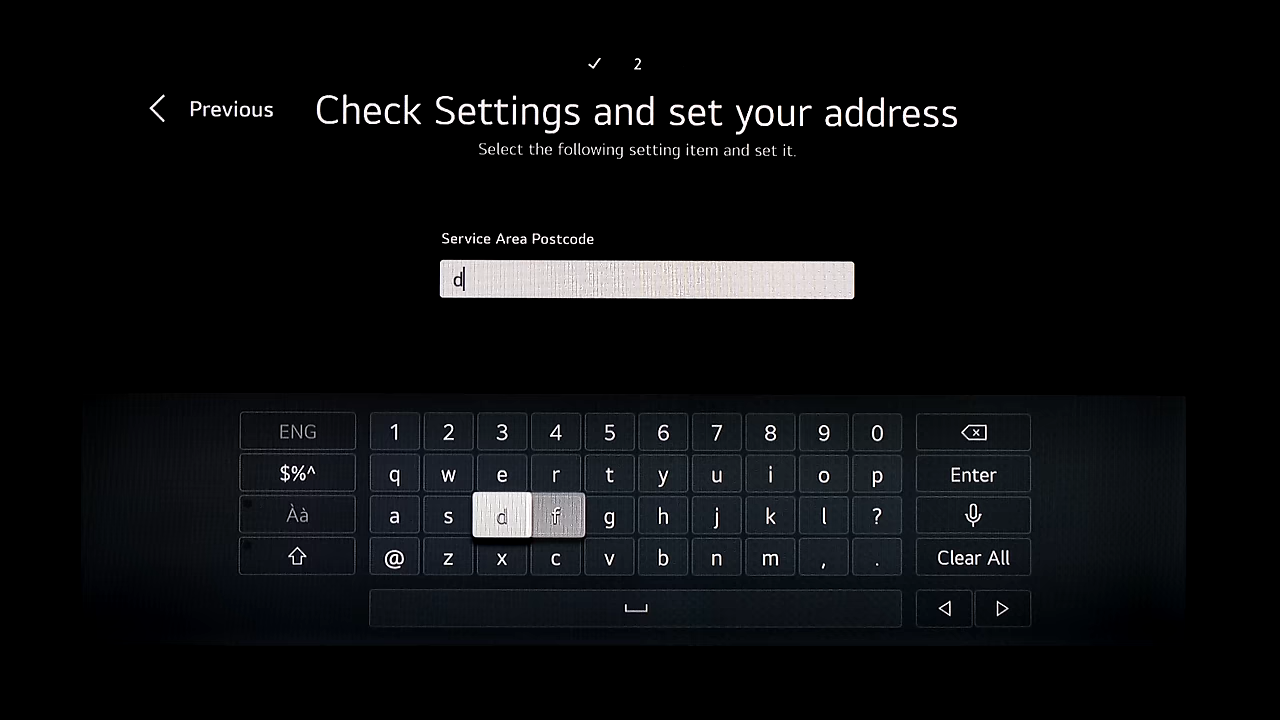 ✓ 2
Previous
Check Settings and set your address
Select the following setting item and set it.
Service Area Postcode
d
ENG 1 2 3 4 5 6 7 8 9 0
$%^ q w e r t y u i o p Enter
Àà a s d f g h j k l ?
@ z x c v b n m , . Clear All